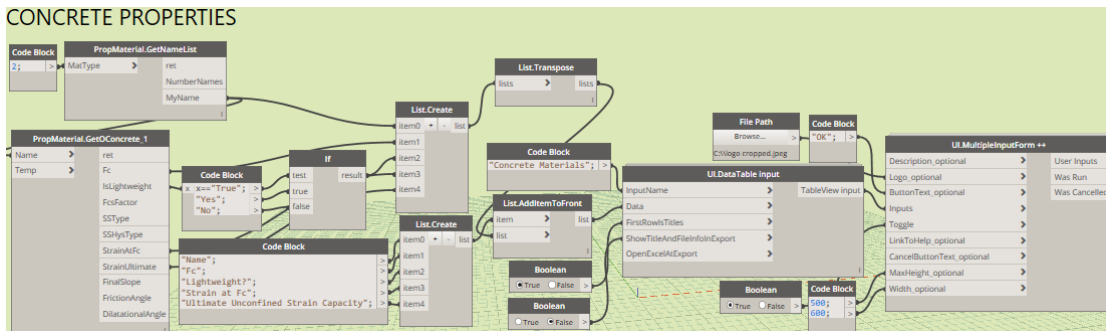 CONCRETE PROPERTIES
Code Block
2;
>
PropMaterial.GetNameList
MatType >
ret
NumberNames
MyName
l
PropMaterial.GetOConcrete_1
Name >
Temp >
ret
Fc
IsLightweight
FcsFactor
SSType
SSHysType
StrainAtFc
StrainUltimate
FinalSlope
FrictionAngle
DilatationalAngle
Code Block
x x=="True"; >
"Yes"; >
"No"; >
If
test result
true
false
l
Code Block
"Name"; >
"Fc"; >
"Lightweight?"; >
"Strain at Fc"; >
"Ultimate Unconfined Strain Capacity"; >
List.Create
item0 + - list
item1
item2
item3
item4
List.Create
item0 + - list
item1
item2
item3
item4
List.Transpose
lists > lists
l
Code Block
"Concrete Materials"; >
List.AddItemToFront
item > list
list >
l
Boolean
True False >
Boolean
True False >
UI.DataTable input
InputName > TableView input
Data >
FirstRowIsTitles >
ShowTitleAndFileInfoInExport >
OpenExcelAtExport >
File Path
Browse... >
C:\\logo cropped.jpeg
Code Block
"OK"; >
Boolean
True False >
Code Block
500; >
600; >
UI.MultipleInputForm ++
Description_optional > User Inputs
Logo_optional > Was Run
ButtonText_optional > Was Cancelled
Inputs >
Toggle >
LinkToHelp_optional >
CancelButtonText_optional >
MaxHeight_optional >
Width_optional >